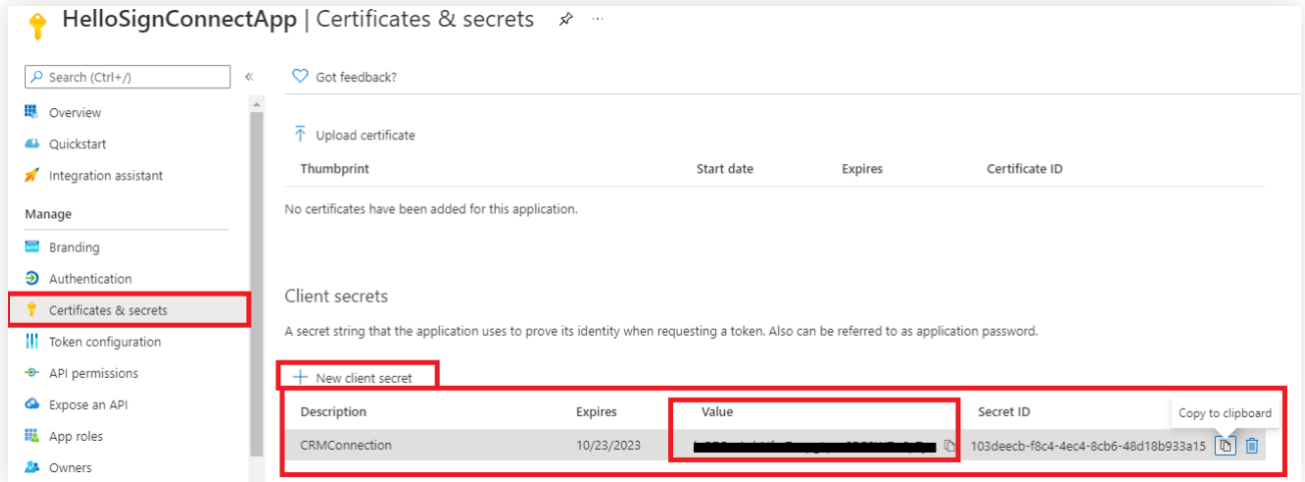 HelloSignConnectApp | Certificates & secrets ...
Search (Ctrl+/)
«
Got feedback?
Overview
Quickstart
Integration assistant
Manage
Branding
Authentication
Certificates & secrets
Token configuration
API permissions
Expose an API
App roles
Owners
Upload certificate
Thumbprint Start date Expires Certificate ID
No certificates have been added for this application.
Client secrets
A secret string that the application uses to prove its identity when requesting a token. Also can be referred to as application password.
New client secret
Description Expires Value Secret ID
Copy to clipboard
CRMConnection 10/23/2023 103deecb-f8c4-4ec4-8cb6-48d18b933a15